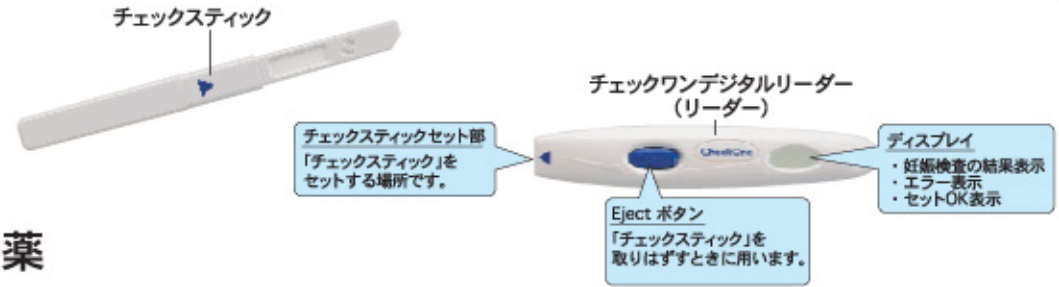 チェックスティック
チェックワンデジタルリーダー
（リーダー）
チェックスティックセット部
「チェックスティック」を
セットする場所です。
CheckOne
ディスプレイ
・妊娠検査の結果表示
・エラー表示
・セットOK表示
Eject ボタン
「チェックスティック」を
取りはずすときに用います。
薬